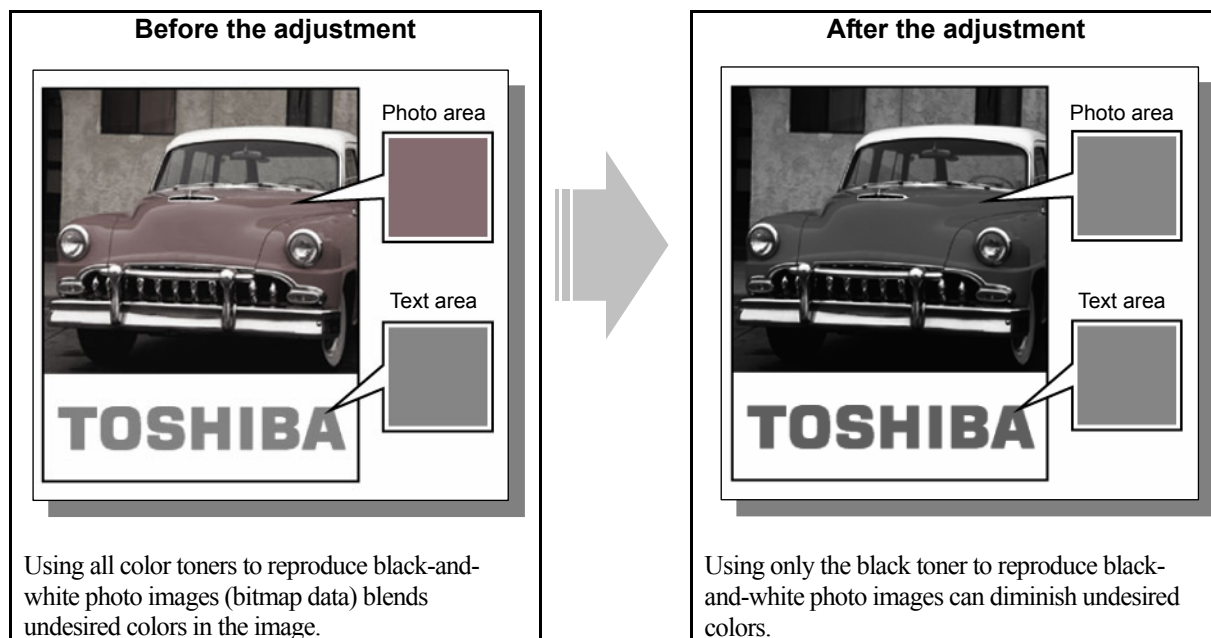 Before the adjustment
Photo area
Text area
TOSHIBA
Using all color toners to reproduce black-and-
white photo images (bitmap data) blends
undesired colors in the image.
After the adjustment
Photo area
Text area
TOSHIBA
Using only the black toner to reproduce black-
and-white photo images can diminish undesired
colors.